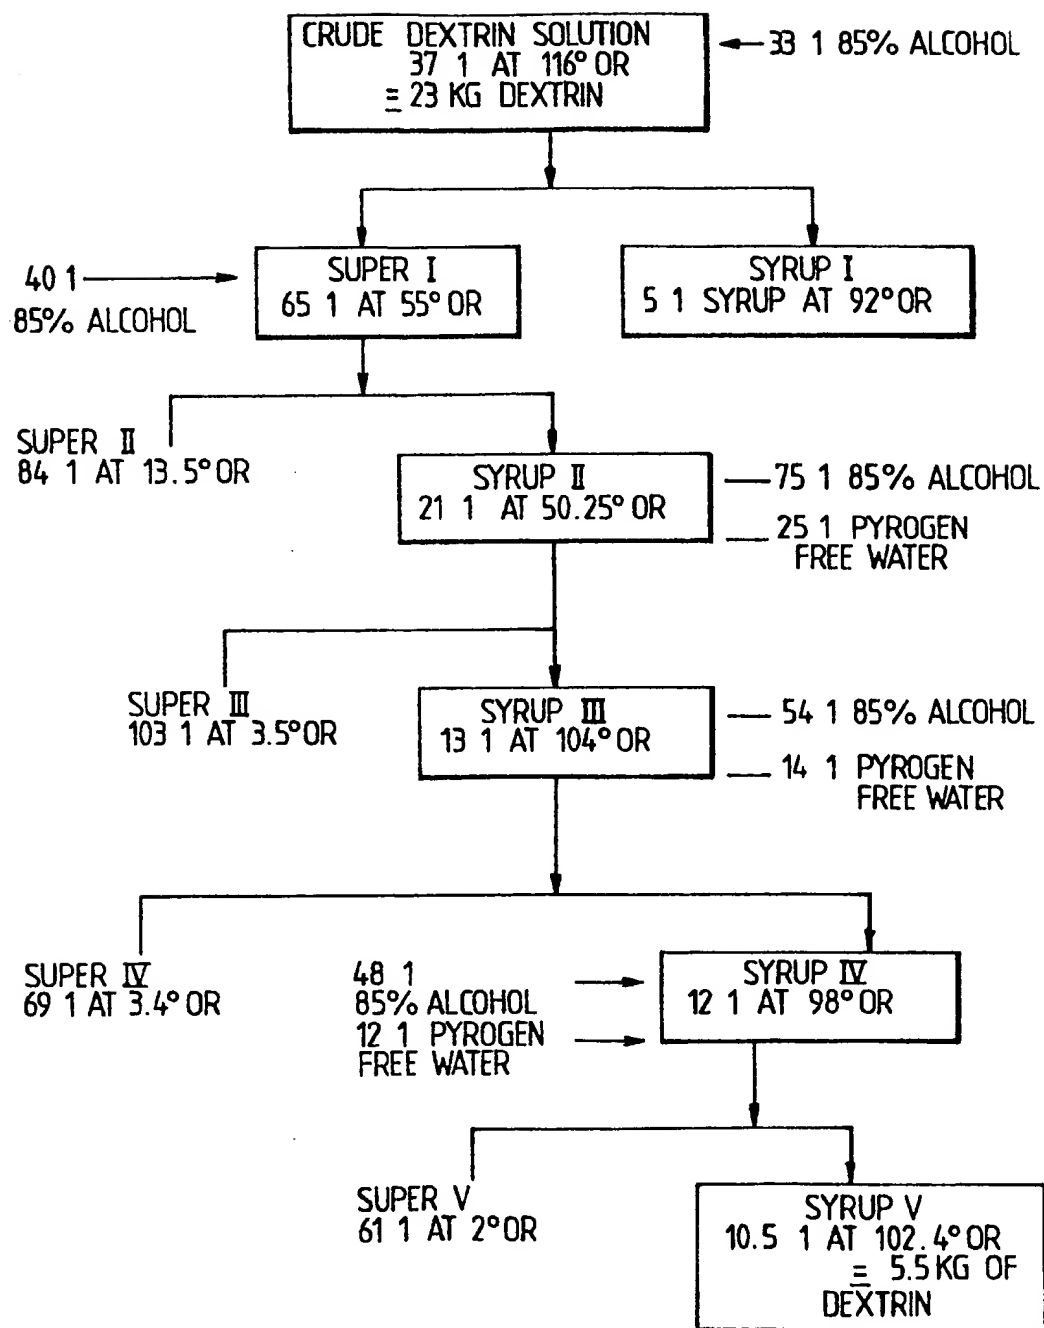 CRUDE DEXTRIN SOLUTION
37 1 AT 116° OR
≡ 23 KG DEXTRIN
33 1 85% ALCOHOL
SUPER I
65 1 AT 55° OR
40 1
85% ALCOHOL
SYRUP I
5 1 SYRUP AT 92° OR
SUPER II
84 1 AT 13.5° OR
SYRUP II
21 1 AT 50.25° OR
75 1 85% ALCOHOL
25 1 PYROGEN
FREE WATER
SUPER III
103 1 AT 3.5° OR
SYRUP III
13 1 AT 104° OR
54 1 85% ALCOHOL
14 1 PYROGEN
FREE WATER
SUPER IV
69 1 AT 3.4° OR
48 1
85% ALCOHOL
12 1 PYROGEN
FREE WATER
SYRUP IV
12 1 AT 98° OR
SUPER V
61 1 AT 2° OR
SYRUP V
10.5 1 AT 102.4° OR
≡ 5.5 KG OF
DEXTRIN